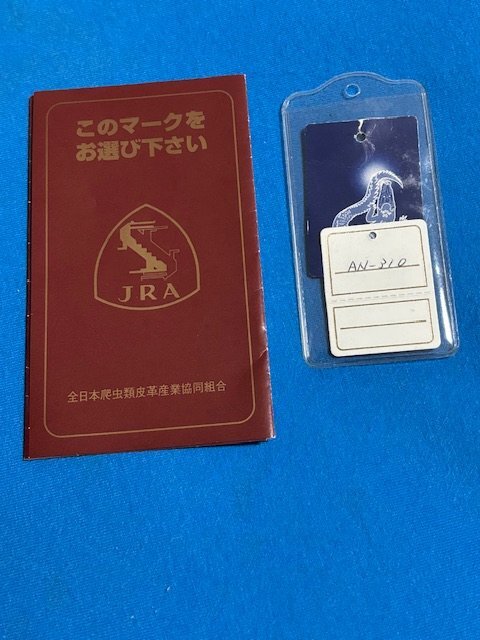 このマークを
お選び下さい
JRA
全日本爬虫類皮革産業協同組合
AN-310